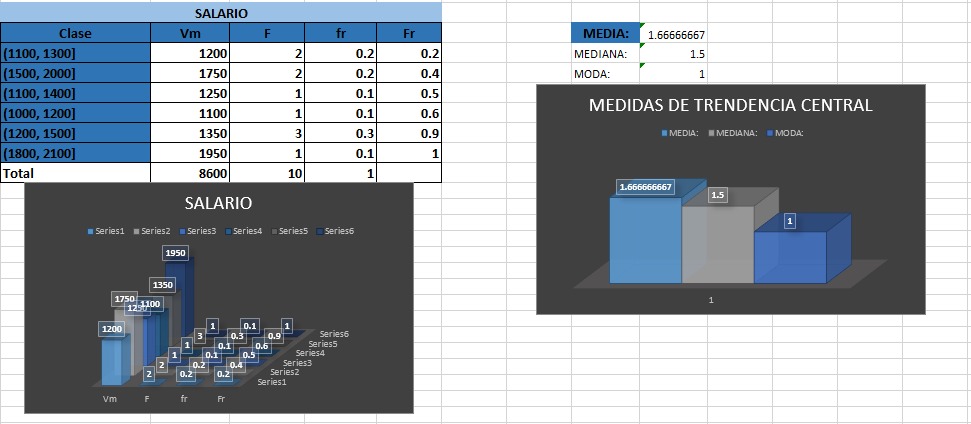 SALARIO
Clase Vm F fr Fr
(1100, 1300] 1200 2 0.2 0.2
(1500, 2000] 1750 2 0.2 0.4
(1100, 1400] 1250 1 0.1 0.5
(1000, 1200] 1100 1 0.1 0.6
(1200, 1500] 1350 3 0.3 0.9
(1800, 2100] 1950 1 0.1 1
Total 8600 10 1
MEDIA: 1.66666667
MEDIANA: 1.5
MODA: 1
SALARIO
Series1 Series2 Series3 Series4 Series5 Series6
1950
1350
1750 1250 1100
1200
1 0.1 1
3 0.3 0.9
1 0.1 0.6
1 0.1 0.5
2 0.2 0.4
2 0.2 0.2
Series6
Series5
Series4
Series3
Series2
Series1
Vm F fr Fr
MEDIDAS DE TRENDENCIA CENTRAL
MEDIA: MEDIANA: MODA:
1.666666667
1.5
1
1